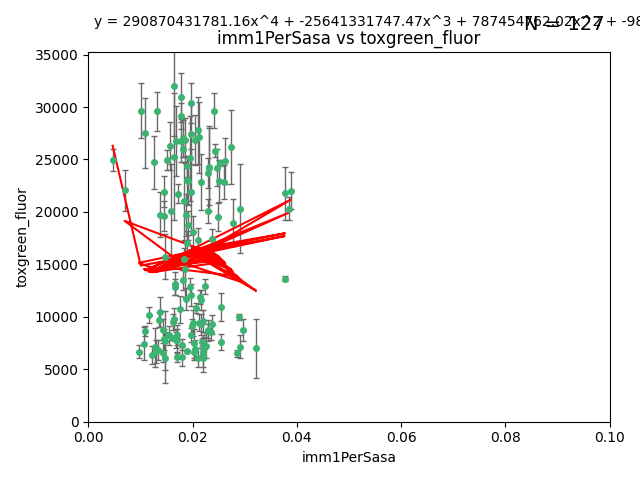 y = 290870431781.16x^4 + -25641331747.47x^3 + 787454762.02x^2 + -98
N = 127
imm1PerSasa vs toxgreen_fluor
35000
30000
25000
20000
15000
10000
5000
0
toxgreen_fluor
0.00 0.02 0.04 0.06 0.08 0.10
imm1PerSasa